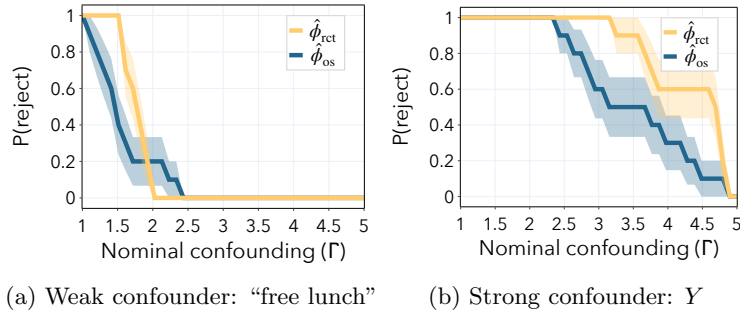 P(reject)
1
0.8
0.6
0.4
0.2
0
1 1.5 2 2.5 3 3.5 4 4.5 5
Nominal confounding (Γ)
ϕ̂rct
ϕ̂os
(a) Weak confounder: “free lunch”
P(reject)
1
0.8
0.6
0.4
0.2
0
1 1.5 2 2.5 3 3.5 4 4.5 5
Nominal confounding (Γ)
ϕ̂rct
ϕ̂os
(b) Strong confounder: Y